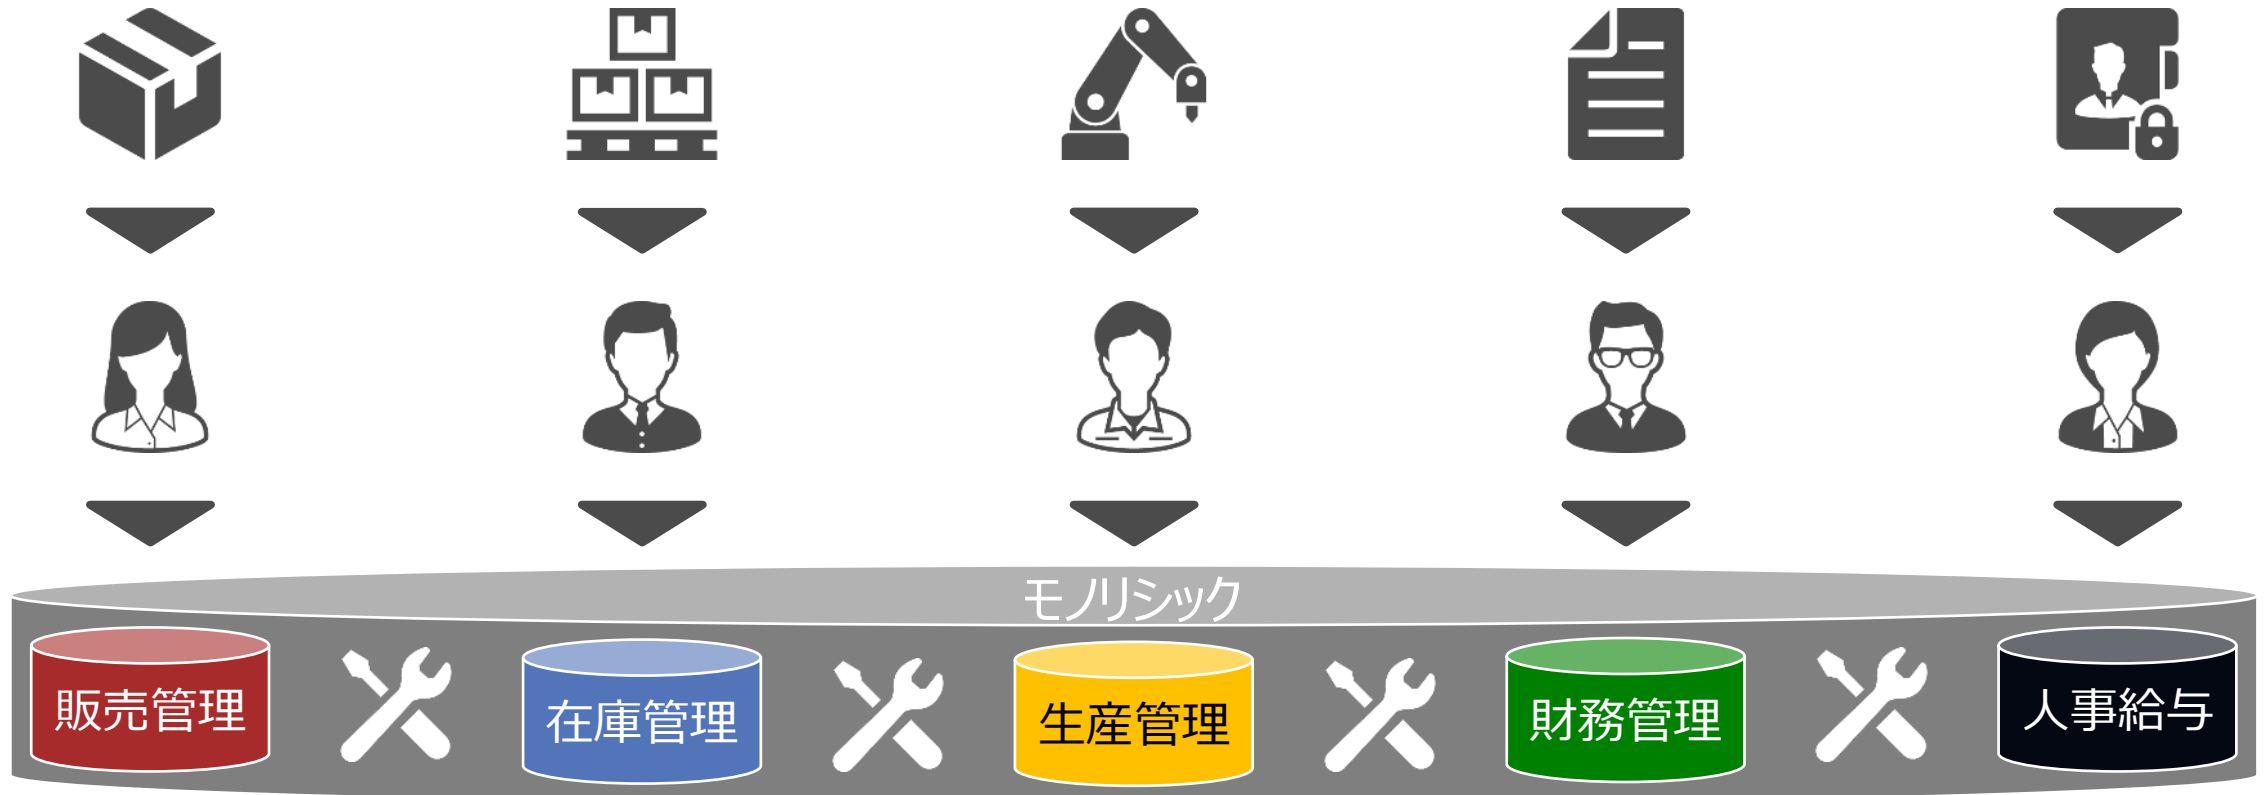 モノリシック
販売管理
在庫管理
生産管理
財務管理
人事給与